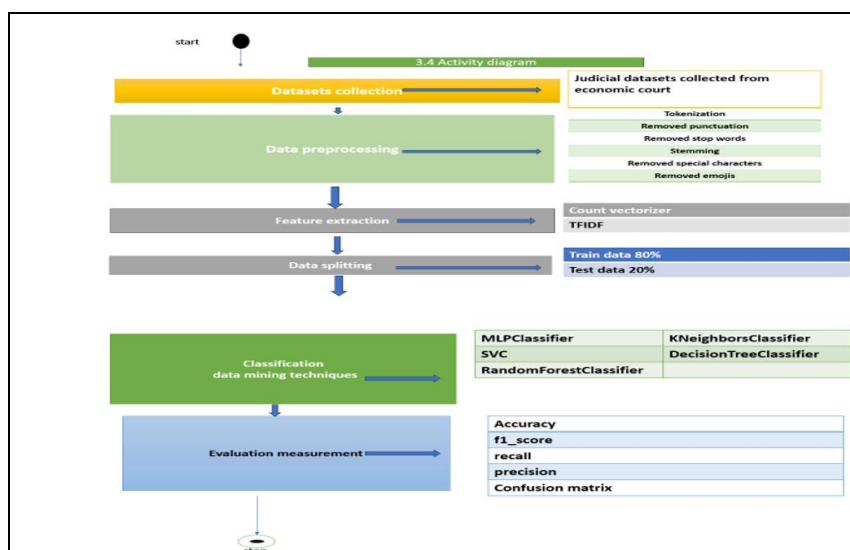 start
3.4 Activity diagram
Datasets collection
Judicial datasets collected from
economic court
Data preprocessing
Tokenization
Removed punctuation
Removed stop words
Stemming
Removed special characters
Removed emojis
Feature extraction
Count vectorizer
TFIDF
Data splitting
Train data 80%
Test data 20%
Classification
data mining techniques
MLPClassifier KNeighborsClassifier
SVC DecisionTreeClassifier
RandomForestClassifier
Evaluation measurement
Accuracy
f1_score
recall
precision
Confusion matrix